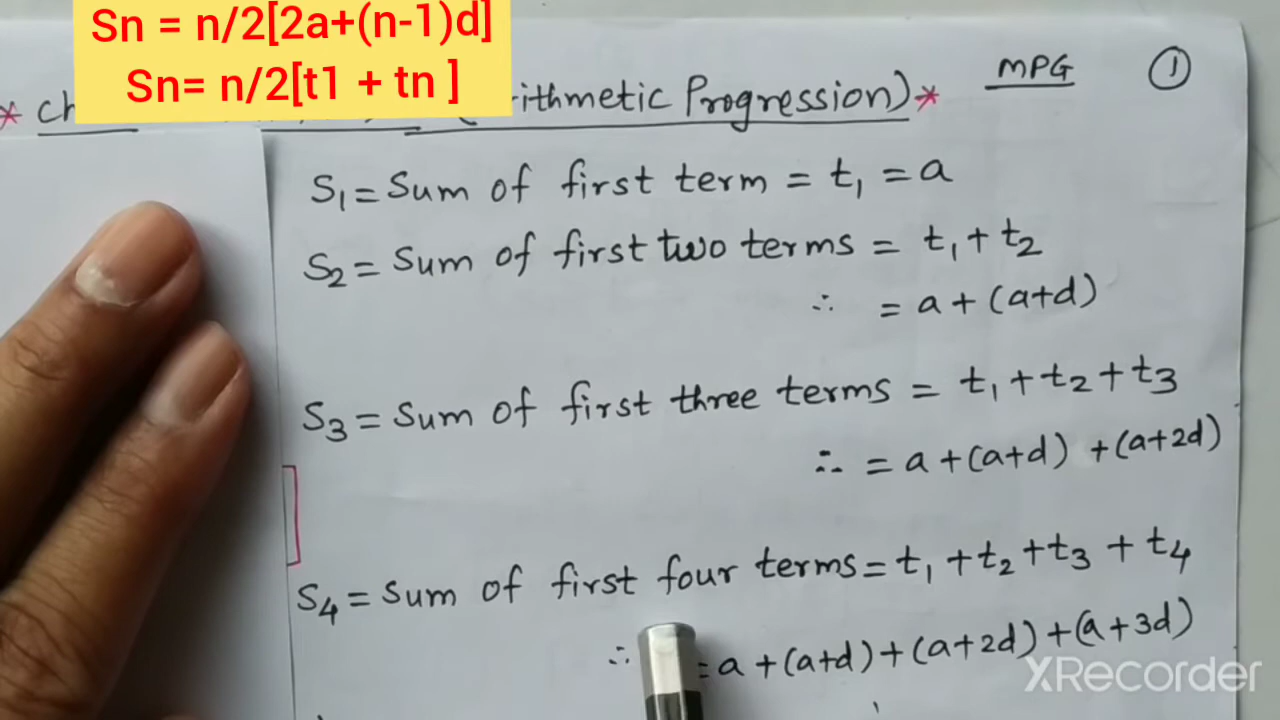 Sn = n/2[2a+(n-1)d]
Sn= n/2[t1 + tn ]
MPG ①
* Progression) *
S₁ = Sum of first term = t₁ = a
S₂ = Sum of first two terms = t₁ + t₂
∴ = a + (a+d)
S₃ = Sum of first three terms = t₁ + t₂ + t₃
∴ = a + (a+d) + (a+2d)
S₄ = Sum of first four terms = t₁ + t₂ + t₃ + t₄
∴ = a + (a+d) + (a+2d) + (a+3d)
XRecorder